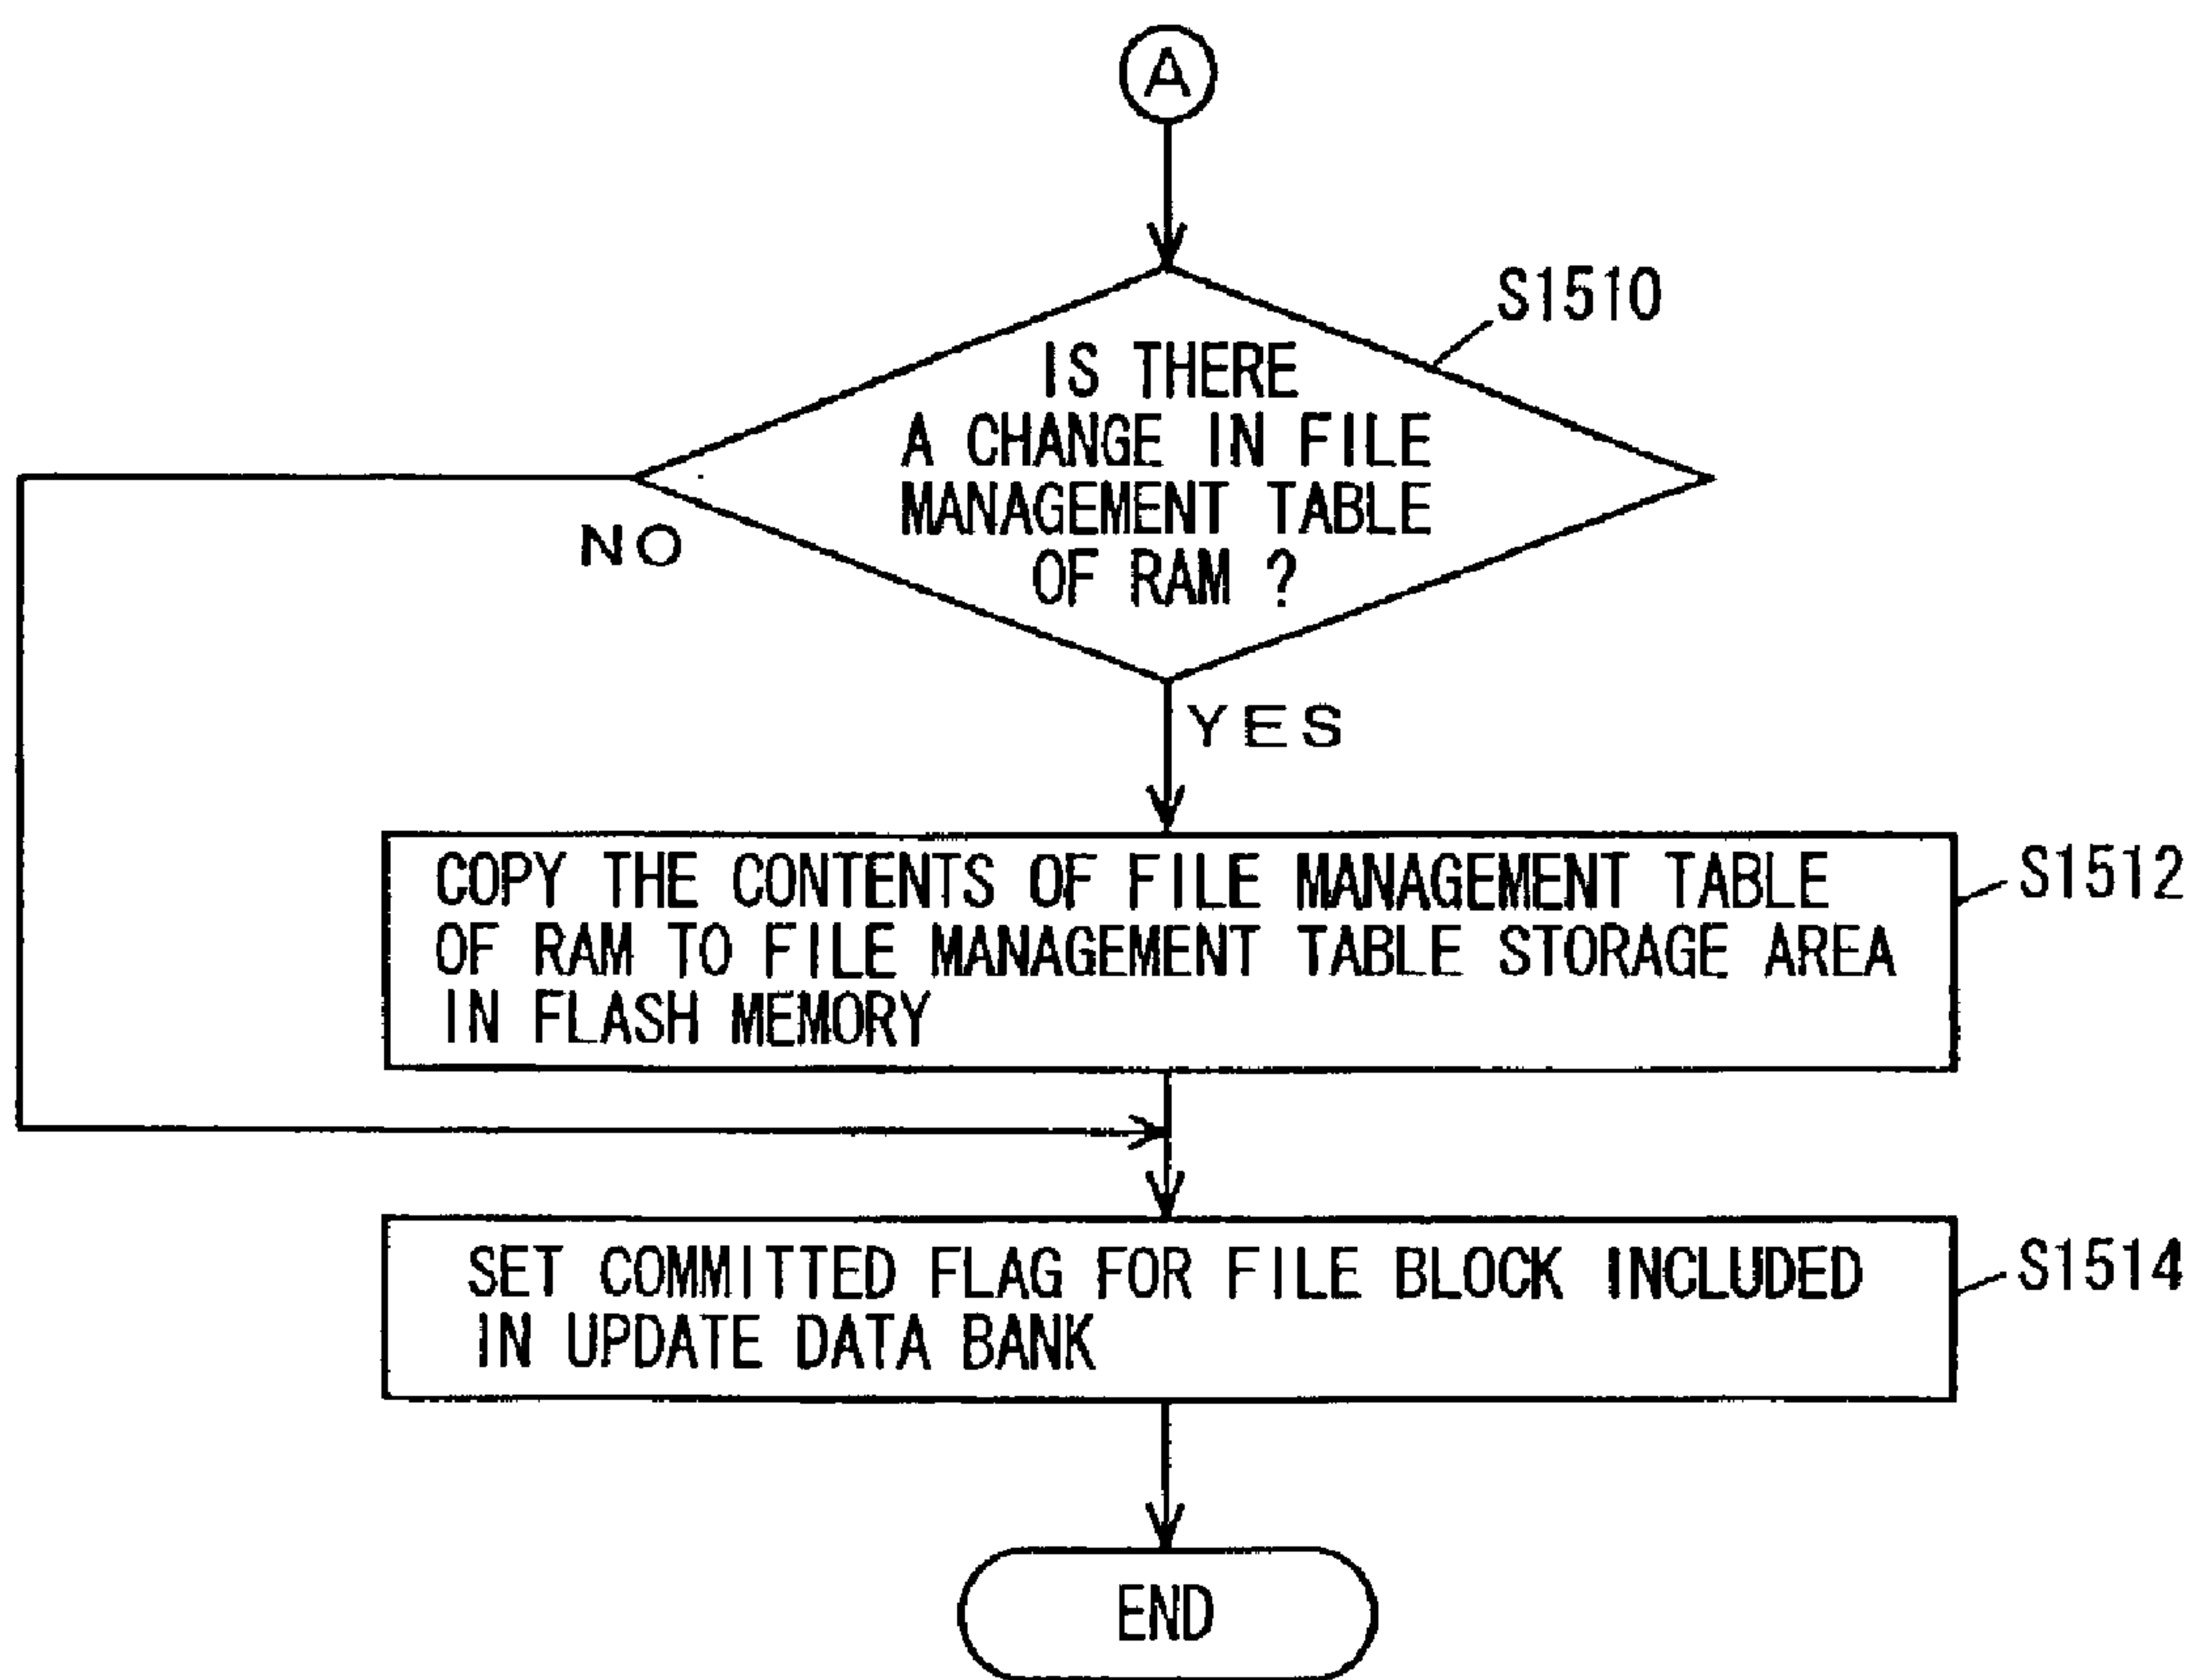 A
S1510
IS THERE
A CHANGE IN FILE
MANAGEMENT TABLE
OF RAM ?
NO
YES
COPY THE CONTENTS OF FILE MANAGEMENT TABLE
OF RAM TO FILE MANAGEMENT TABLE STORAGE AREA
IN FLASH MEMORY
S1512
SET COMMITTED FLAG FOR FILE BLOCK INCLUDED
IN UPDATE DATA BANK
S1514
END